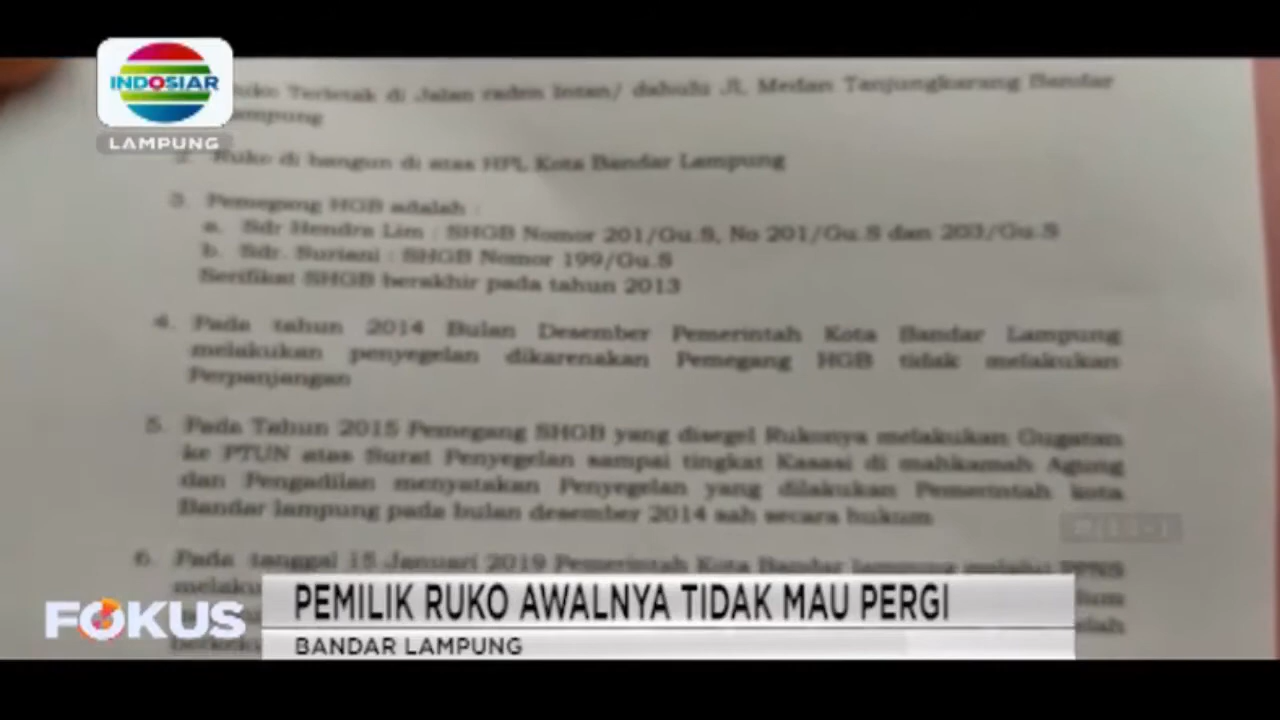 INDOSIAR
LAMPUNG
Ruko Terletak di Jalan raden Intan/ dahulu Jl. Medan Tanjungkarang Bandar
Lampung
2. Ruko di bangun di atas HPL Kota Bandar Lampung
3. Pemegang HGB adalah :
a. Sdr Hendra Lim : SHGB Nomor 201/Gu.S, No 201/Gu.S dan 203/Gu.S
b. Sdr. Suriani : SHGB Nomor 199/Gu.S
Serifikat SHGB berakhir pada tahun 2013
4. Pada tahun 2014 Bulan Desember Pemerintah Kota Bandar Lampung
melakukan penyegelan dikarenakan Pemegang HGB tidak melakukan
Perpanjangan
5. Pada Tahun 2015 Pemegang SHGB yang disegel Rukonya melakukan Gugatan
ke PTUN atas Surat Penyegelan sampai tingkat Kasasi di mahkamah Agung
dan Pengadilan menyatakan Penyegelan yang dilakukan Pemerintah kota
Bandar lampung pada bulan desember 2014 sah secara hukum
6. Pada tanggal 15 Januari 2019 Pemerintah Kota Bandar lampung melalui PPNS
FOKUS
PEMILIK RUKO AWALNYA TIDAK MAU PERGI
BANDAR LAMPUNG